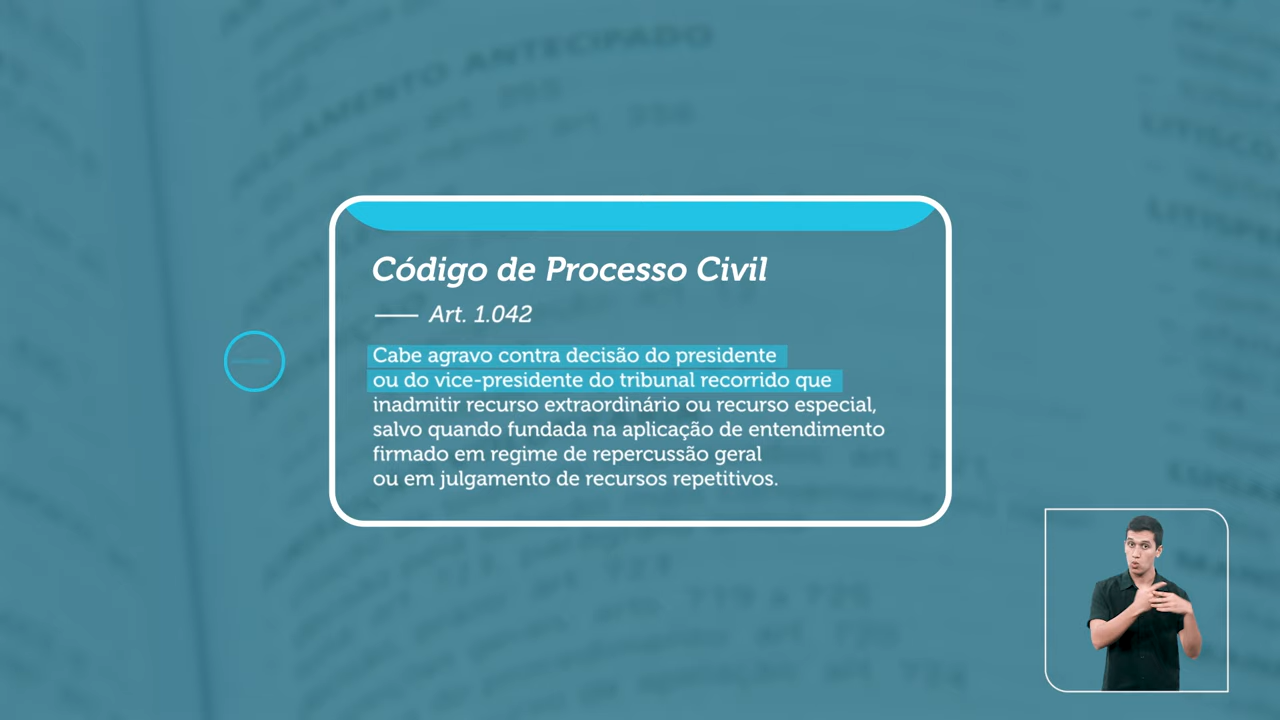 Código de Processo Civil
Art. 1.042
Cabe agravo contra decisão do presidente
ou do vice-presidente do tribunal recorrido que
inadmitir recurso extraordinário ou recurso especial,
salvo quando fundada na aplicação de entendimento
firmado em regime de repercussão geral
ou em julgamento de recursos repetitivos.